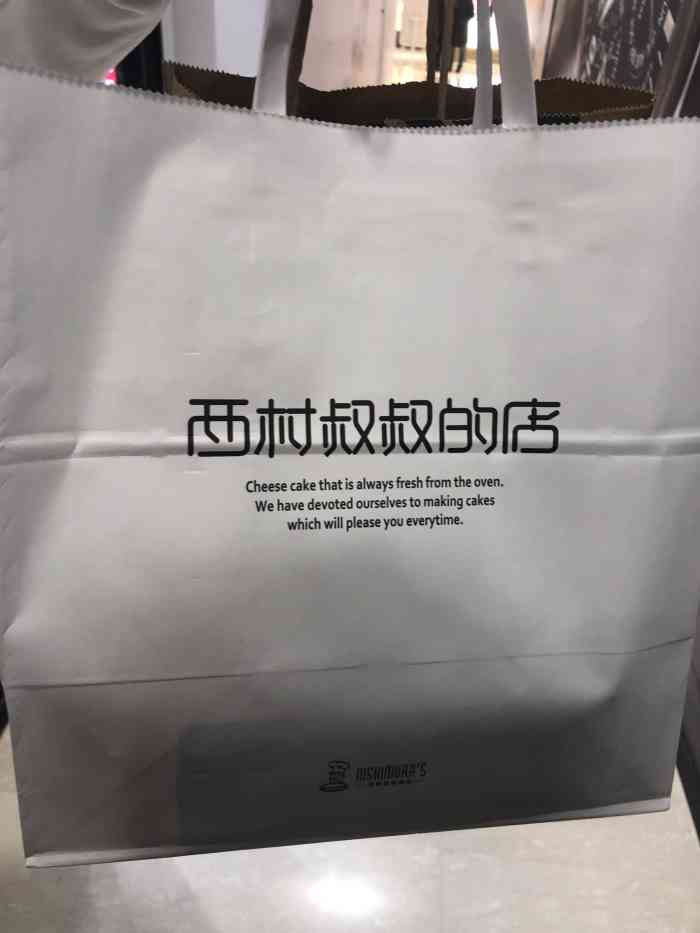 西村叔叔的店
Cheese cake that is always fresh from the oven.
We have devoted ourselves to making cakes
which will please you everytime.
NISHIMURA'S